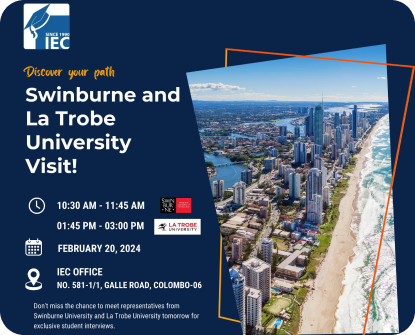 SINCE 1990
IEC
Discover your path
Swinburne and
La Trobe
University
Visit!
10:30 AM - 11:45 AM
SWIN
BUR
NE
01:45 PM - 03:00 PM
LA TROBE
UNIVERSITY
FEBRUARY 20, 2024
IEC OFFICE
NO. 581-1/1, GALLE ROAD, COLOMBO-06
Don't miss the chance to meet representatives from
Swinburne University and La Trobe University tomorrow for
exclusive student interviews.